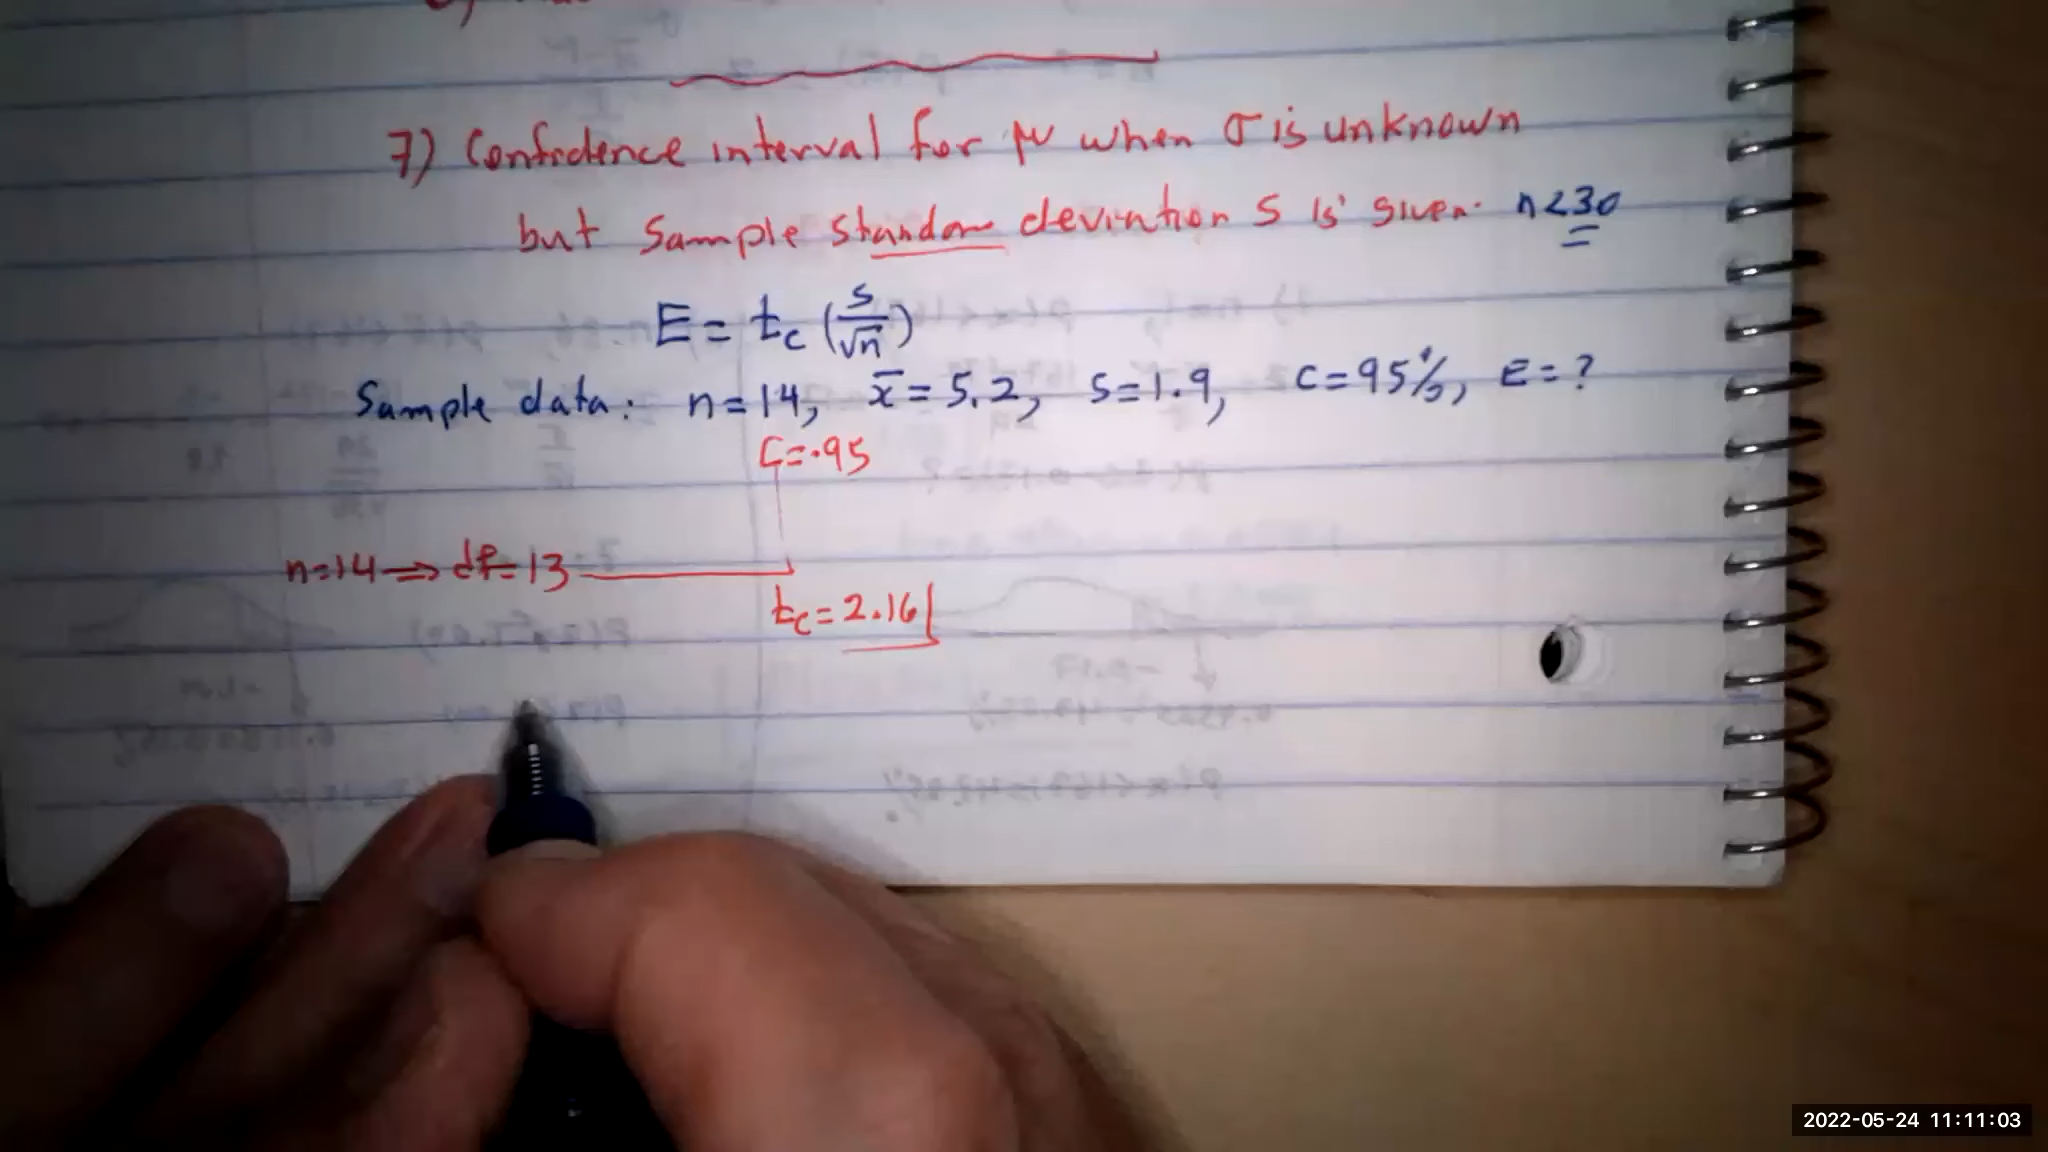 7) Confidence interval for μ when σ is unknown
but sample standard deviation s is given. n<30
E = tc (s/√n)
Sample data: n=14, x̄=5.2, s=1.9, c=95%, E=?
c=.95
n=14 ⇒ df=13
tc=2.16
2022-05-24 11:11:03